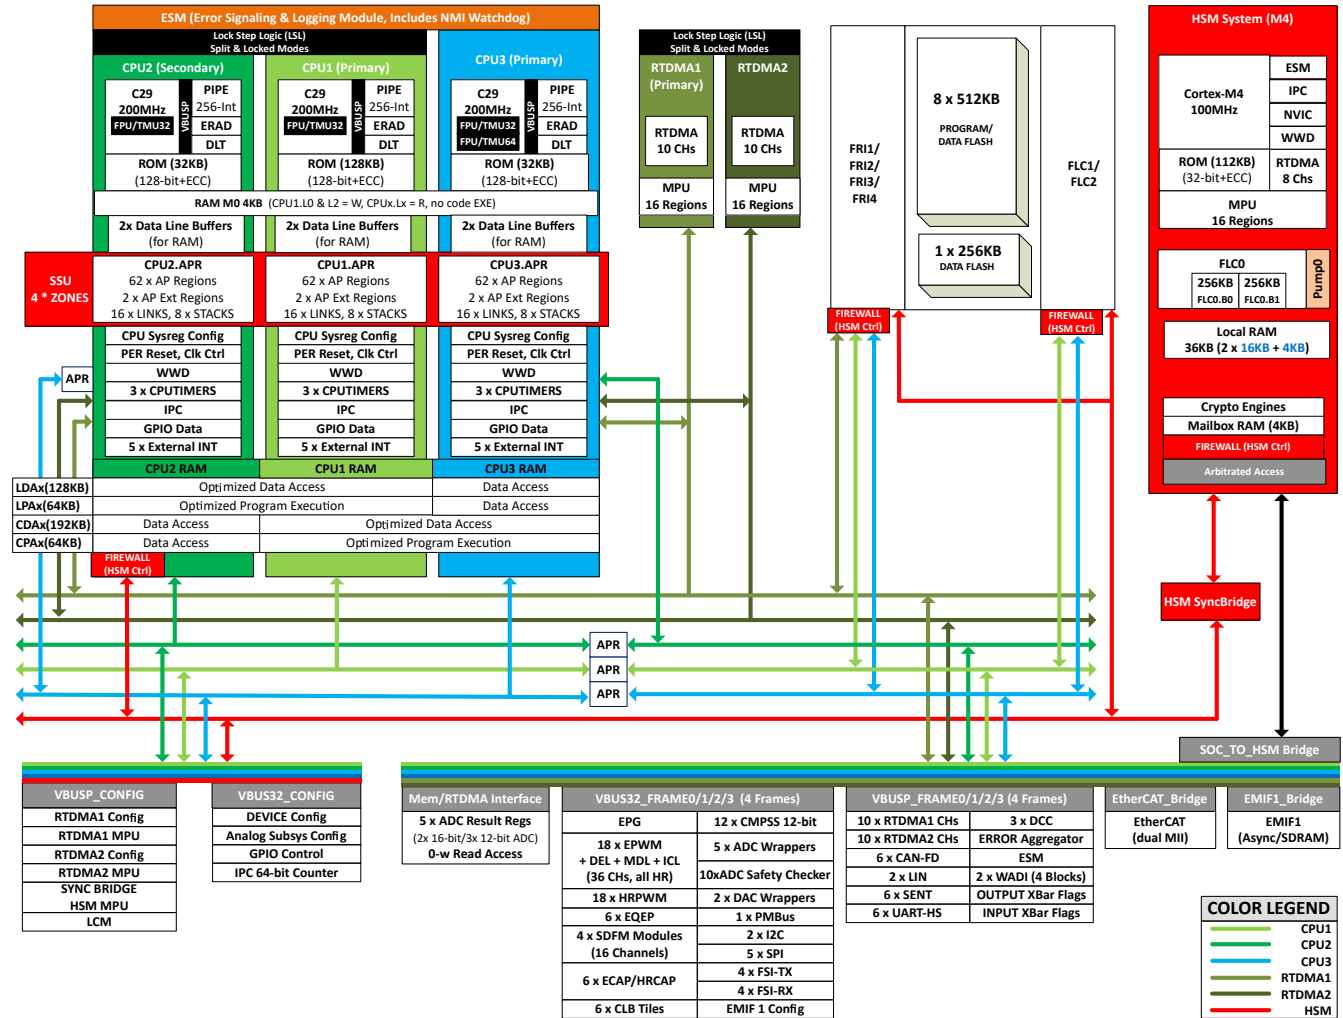 ESM (Error Signaling & Logging Module, Includes NMI Watchdog)
Lock Step Logic (LSL)
Split & Locked Modes
CPU2 (Secondary)
CPU1 (Primary)
CPU3 (Primary)
C29
200MHz
FPU/TMU32
VBUSP
PIPE
256-Int
ERAD
DLT
C29
200MHz
FPU/TMU32
VBUSP
PIPE
256-Int
ERAD
DLT
C29
200MHz
FPU/TMU32
FPU/TMU64
VBUSP
PIPE
256-Int
ERAD
DLT
ROM (32KB)
(128-bit+ECC)
ROM (128KB)
(128-bit+ECC)
ROM (32KB)
(128-bit+ECC)
RAM M0 4KB (CPU1.L0 & L2 = W, CPUx.Lx = R, no code EXE)
2x Data Line Buffers
(for RAM)
2x Data Line Buffers
(for RAM)
2x Data Line Buffers
(for RAM)
SSU
4 * ZONES
CPU2.APR
62 x AP Regions
2 x AP Ext Regions
16 x LINKS, 8 x STACKS
CPU1.APR
62 x AP Regions
2 x AP Ext Regions
16 x LINKS, 8 x STACKS
CPU3.APR
62 x AP Regions
2 x AP Ext Regions
16 x LINKS, 8 x STACKS
CPU Sysreg Config
PER Reset, Clk Ctrl
WWD
3 x CPUTIMERS
IPC
GPIO Data
5 x External INT
CPU Sysreg Config
PER Reset, Clk Ctrl
WWD
3 x CPUTIMERS
IPC
GPIO Data
5 x External INT
CPU Sysreg Config
PER Reset, Clk Ctrl
WWD
3 x CPUTIMERS
IPC
GPIO Data
5 x External INT
APR
CPU2 RAM
CPU1 RAM
CPU3 RAM
LDAx(128KB)
Optimized Data Access
Data Access
LPAx(64KB)
Optimized Program Execution
Data Access
CDAx(192KB)
Data Access
Optimized Data Access
CPAx(64KB)
Data Access
Optimized Program Execution
FIREWALL
(HSM Ctrl)
Lock Step Logic (LSL)
Split & Locked Modes
RTDMA1
(Primary)
RTDMA2
RTDMA
10 CHs
RTDMA
10 CHs
MPU
16 Regions
MPU
16 Regions
FRI1/
FRI2/
FRI3/
FRI4
8 x 512KB
PROGRAM/
DATA FLASH
1 x 256KB
DATA FLASH
FLC1/
FLC2
FIREWALL
(HSM Ctrl)
FIREWALL
(HSM Ctrl)
HSM System (M4)
Cortex-M4
100MHz
ESM
IPC
NVIC
WWD
ROM (112KB)
(32-bit+ECC)
RTDMA
8 Chs
MPU
16 Regions
FLC0
256KB
FLC0.B0
256KB
FLC0.B1
Pump0
Local RAM
36KB (2 x 16KB + 4KB)
Crypto Engines
Mailbox RAM (4KB)
FIREWALL (HSM Ctrl)
Arbitrated Access
HSM SyncBridge
APR
APR
APR
SOC_TO_HSM Bridge
VBUSP_CONFIG
RTDMA1 Config
RTDMA1 MPU
RTDMA2 Config
RTDMA2 MPU
SYNC BRIDGE
HSM MPU
LCM
VBUS32_CONFIG
DEVICE Config
Analog Subsys Config
GPIO Control
IPC 64-bit Counter
Mem/RTDMA Interface
5 x ADC Result Regs
(2x 16-bit/3x 12-bit ADC)
0-w Read Access
VBUS32_FRAME0/1/2/3 (4 Frames)
EPG
18 x EPWM
+ DEL + MDL + ICL
(36 CHs, all HR)
18 x HRPWM
6 x EQEP
4 x SDFM Modules
(16 Channels)
6 x ECAP/HRCAP
6 x CLB Tiles
12 x CMPSS 12-bit
5 x ADC Wrappers
10xADC Safety Checker
2 x DAC Wrappers
1 x PMBus
2 x I2C
5 x SPI
4 x FSI-TX
4 x FSI-RX
EMIF 1 Config
VBUSP_FRAME0/1/2/3 (4 Frames)
10 x RTDMA1 CHs
10 x RTDMA2 CHs
6 x CAN-FD
2 x LIN
6 x SENT
6 x UART-HS
3 x DCC
ERROR Aggregator
ESM
2 x WADI (4 Blocks)
OUTPUT XBar Flags
INPUT XBar Flags
EtherCAT_Bridge
EtherCAT
(dual MII)
EMIF1_Bridge
EMIF1
(Async/SDRAM)
COLOR LEGEND
CPU1
CPU2
CPU3
RTDMA1
RTDMA2
HSM